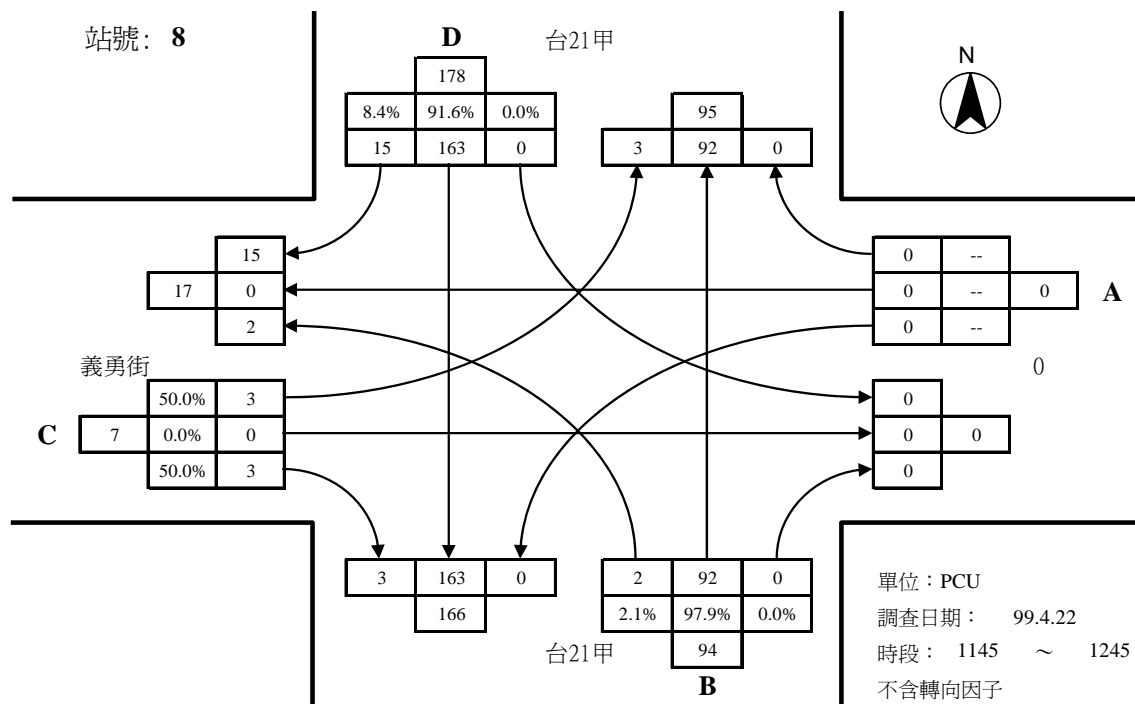 站號: 8
D
台21甲
N
178
8.4% 91.6% 0.0%
15 163 0
95
3 92 0
15
17 0
2
0 --
0 -- 0
0 --
A
義勇街
0
50.0% 3
C
7 0.0% 0
50.0% 3
0
0 0
0
3 163 0
166
2 92 0
2.1% 97.9% 0.0%
94
台21甲
B
單位：PCU
調查日期： 99.4.22
時段： 1145 ～ 1245
不含轉向因子